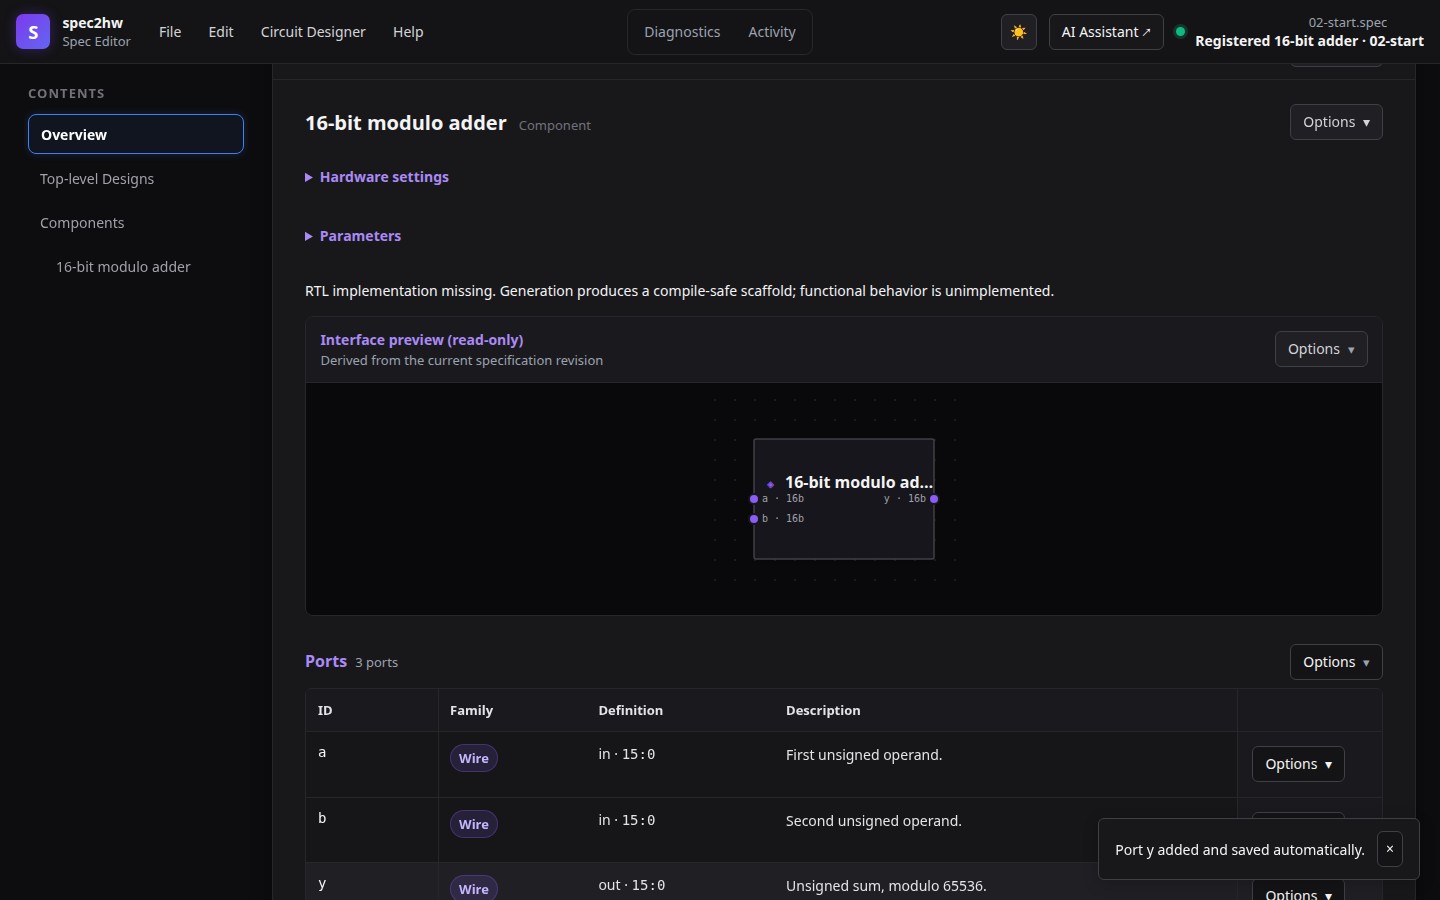 S
spec2hw
Spec Editor
File Edit Circuit Designer Help
Diagnostics Activity
☀️
AI Assistant ↗
02-start.spec
Registered 16-bit adder · 02-start
CONTENTS
Overview
Top-level Designs
Components
16-bit modulo adder
16-bit modulo adder Component
Options ▾
▶ Hardware settings
▶ Parameters
RTL implementation missing. Generation produces a compile-safe scaffold; functional behavior is unimplemented.
Interface preview (read-only)
Derived from the current specification revision
Options ▾
◈ 16-bit modulo ad...
a · 16b y · 16b
b · 16b
Ports 3 ports
Options ▾
ID Family Definition Description
a Wire in · 15:0 First unsigned operand.
Options ▾
b Wire in · 15:0 Second unsigned operand.
Port y added and saved automatically. ×
y Wire out · 15:0 Unsigned sum, modulo 65536.
Options ▾